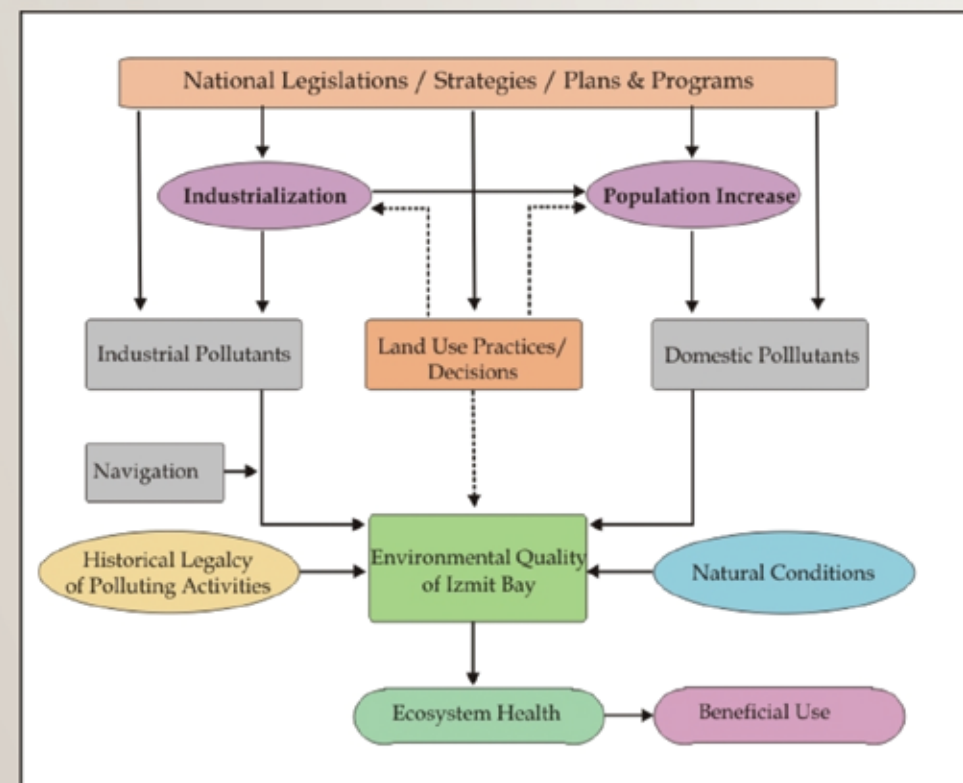 National Legislations / Strategies / Plans & Programs
Industrialization
Population Increase
Industrial Pollutants
Land Use Practices/
Decisions
Domestic Polllutants
Navigation
Historical Legalcy
of Polluting Activities
Environmental Quality
of Izmit Bay
Natural Conditions
Ecosystem Health
Beneficial Use